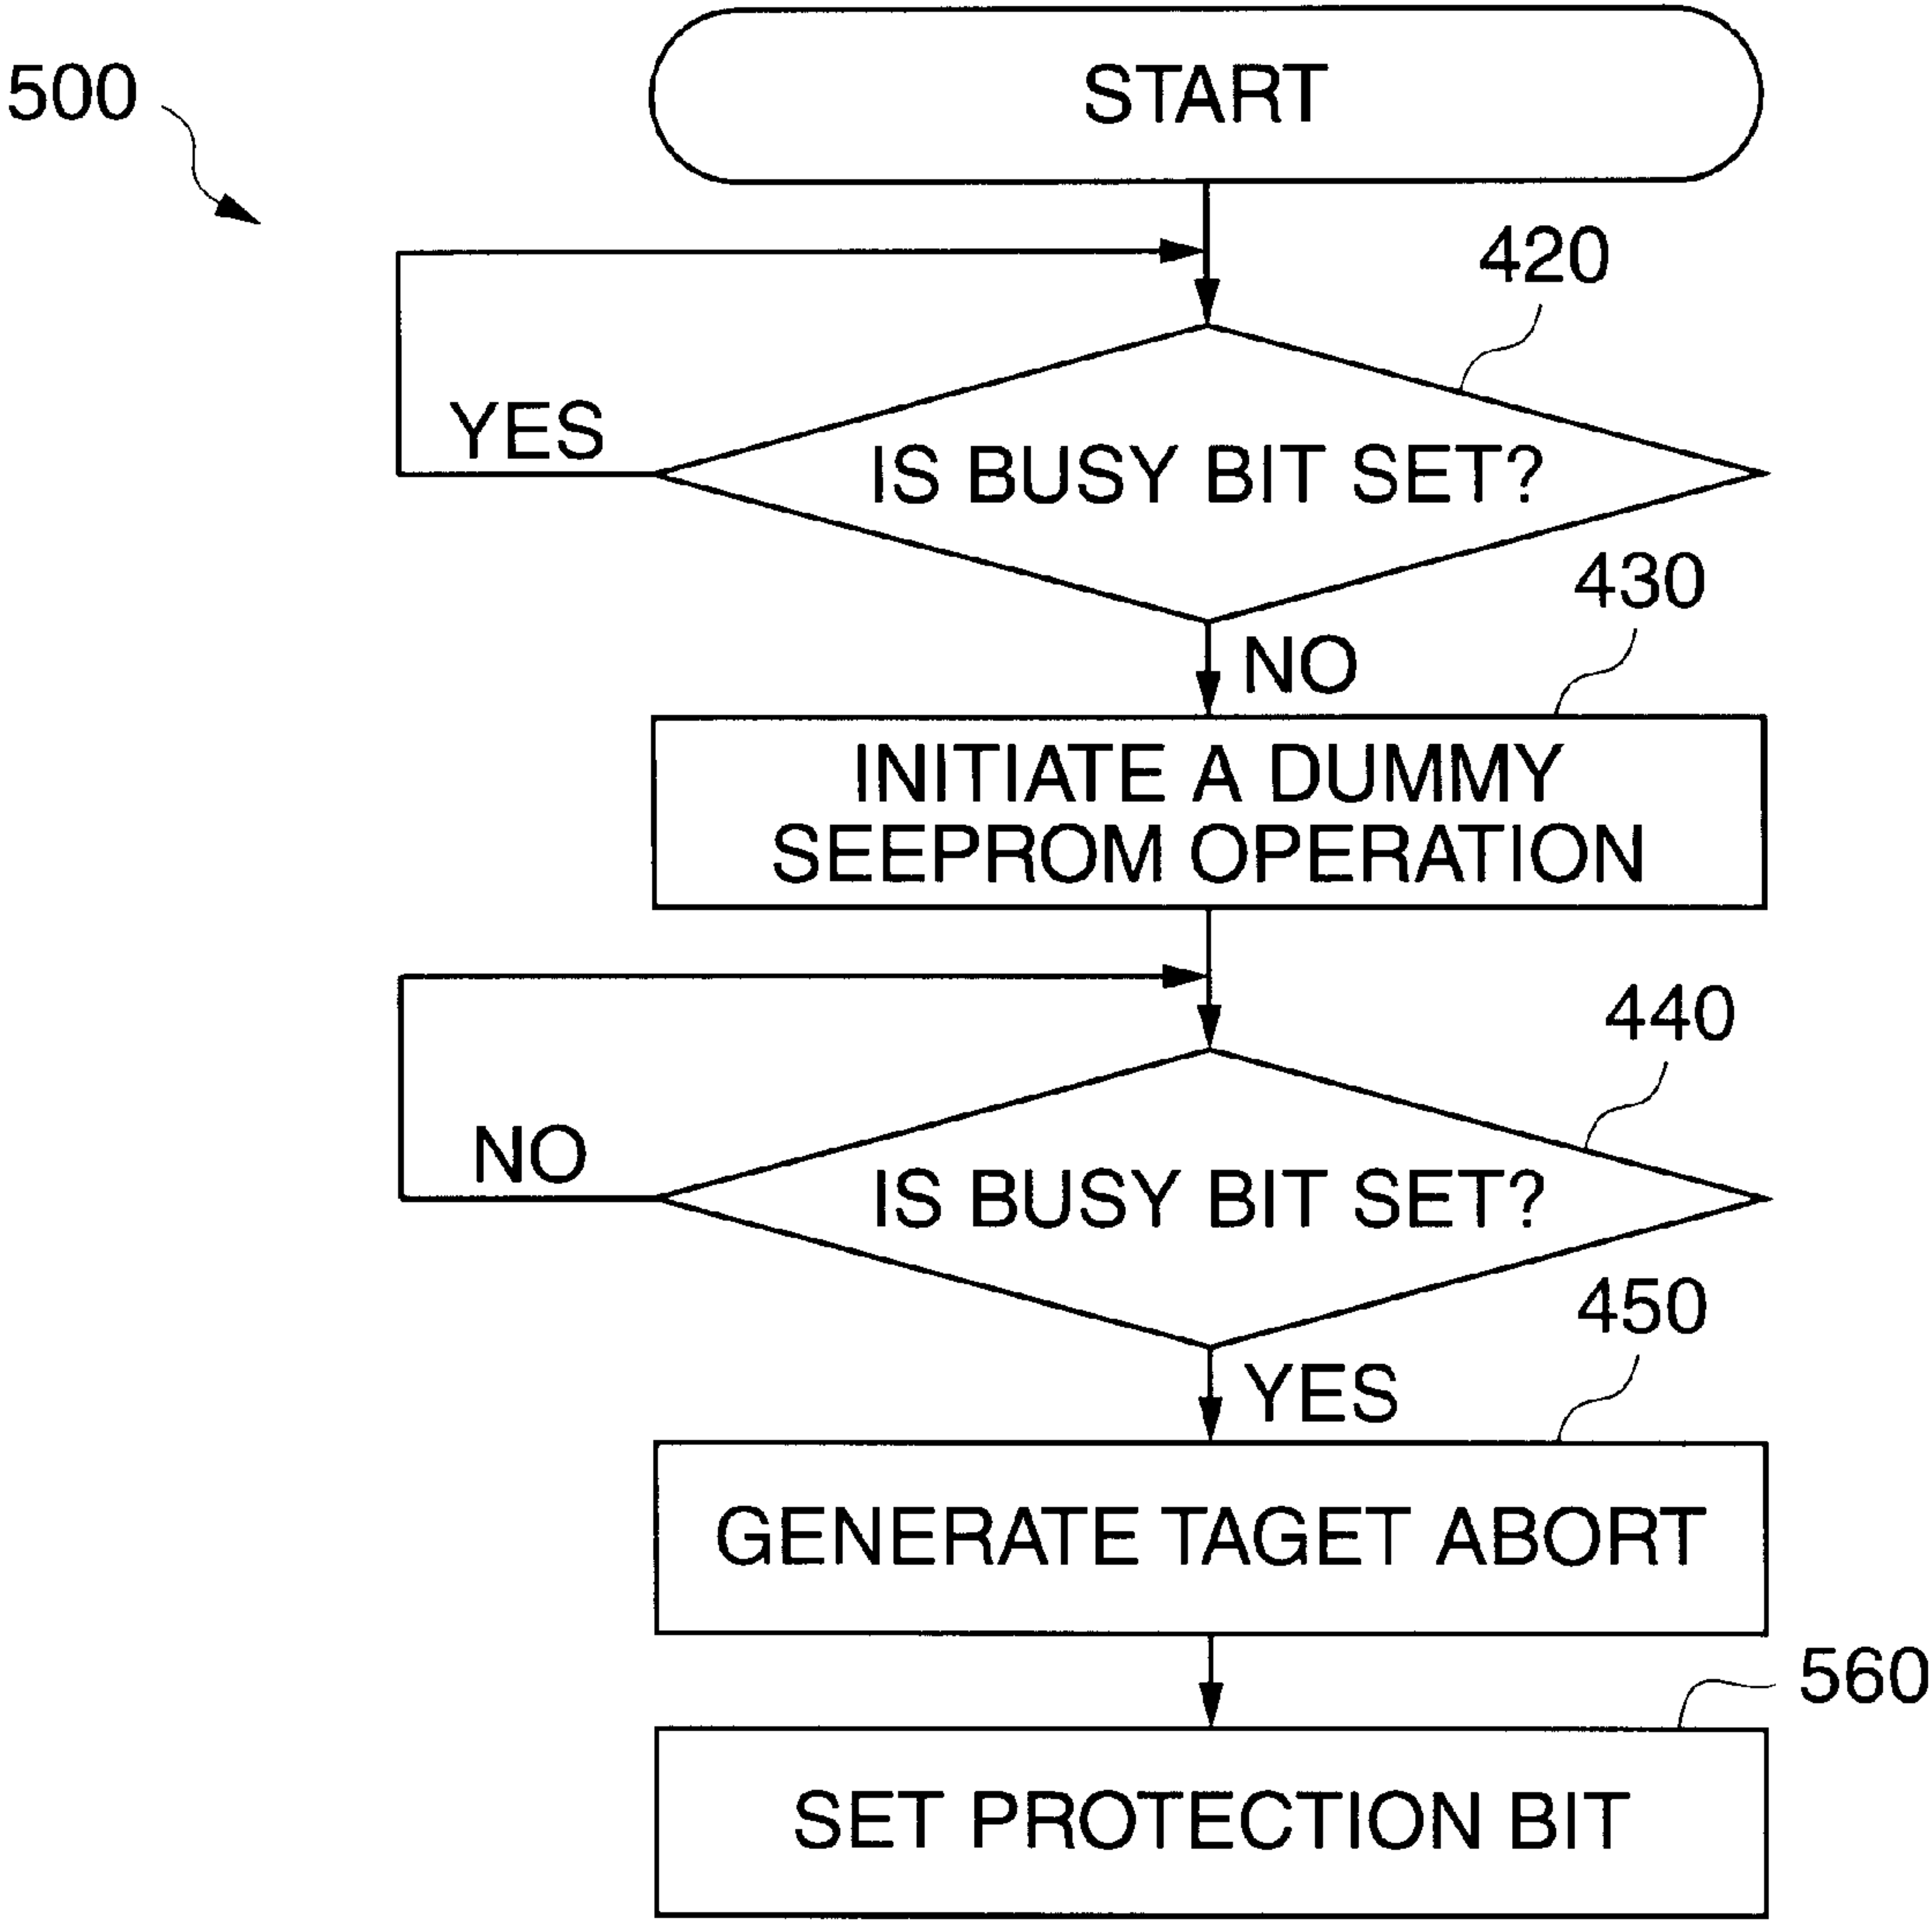 500
START
420
YES
IS BUSY BIT SET?
430
NO
INITIATE A DUMMY
SEEPROM OPERATION
440
NO
IS BUSY BIT SET?
450
YES
GENERATE TAGET ABORT
560
SET PROTECTION BIT